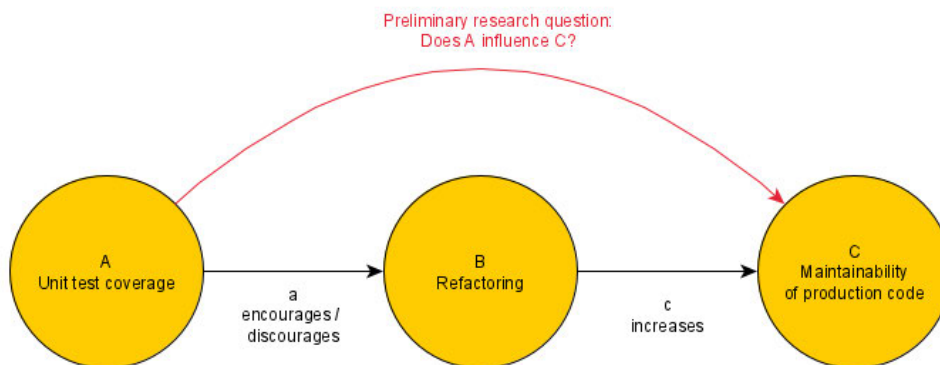 Preliminary research question:
Does A influence C?
A
Unit test coverage
a
encourages /
discourages
B
Refactoring
c
increases
C
Maintainability
of production code